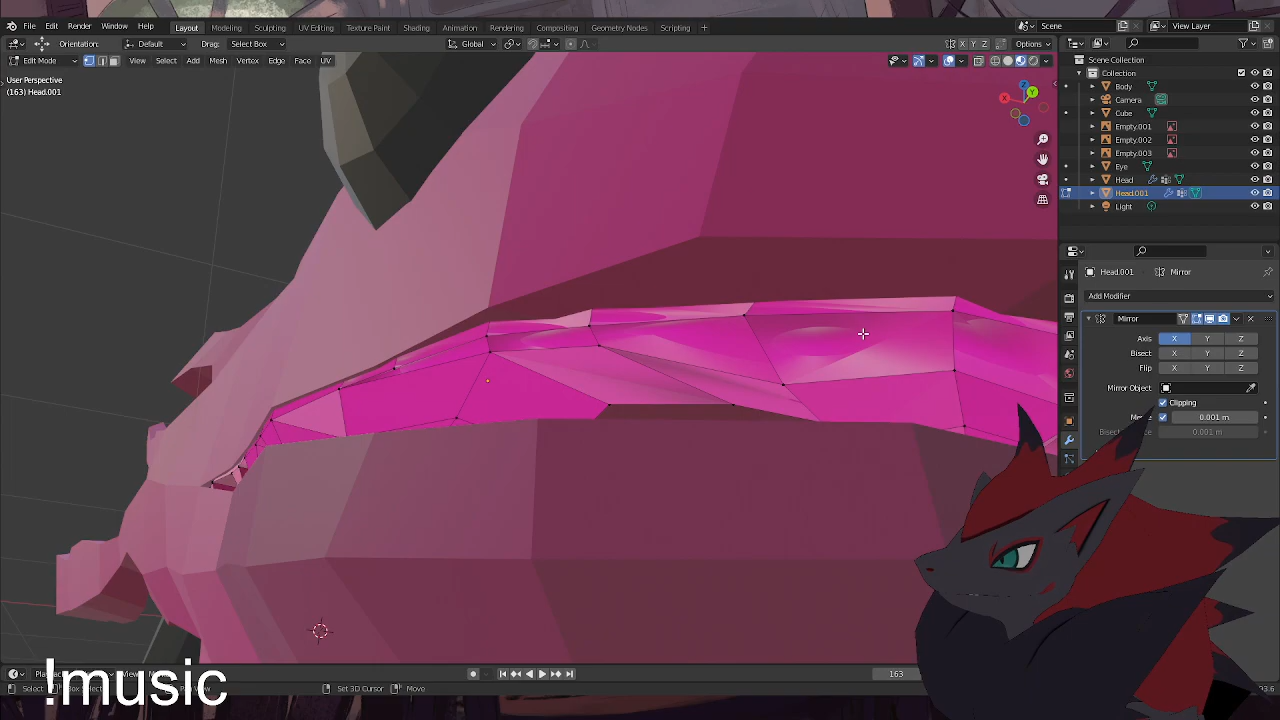 File Edit Render Window Help Layout Modeling Sculpting UV Editing Texture Paint Shading Animation Rendering Compositing Geometry Nodes Scripting + Scene View Layer
Orientation: Default Drag: Select Box Global X Y Z Options
Edit Mode View Select Add Mesh Vertex Edge Face UV
User Perspective
(163) Head.001
X Y Z
Scene Collection
Collection
Body
Camera
Cube
Empty.001
Empty.002
Empty.003
Eye
Head
Head.001
Light
Head.001 Mirror
Add Modifier
Mirror
Axis X Y Z
Bisect X Y Z
Flip X Y Z
Mirror Object
Clipping
0.001 m
0.001 m
163
Select
Set 3D Cursor Move
!music